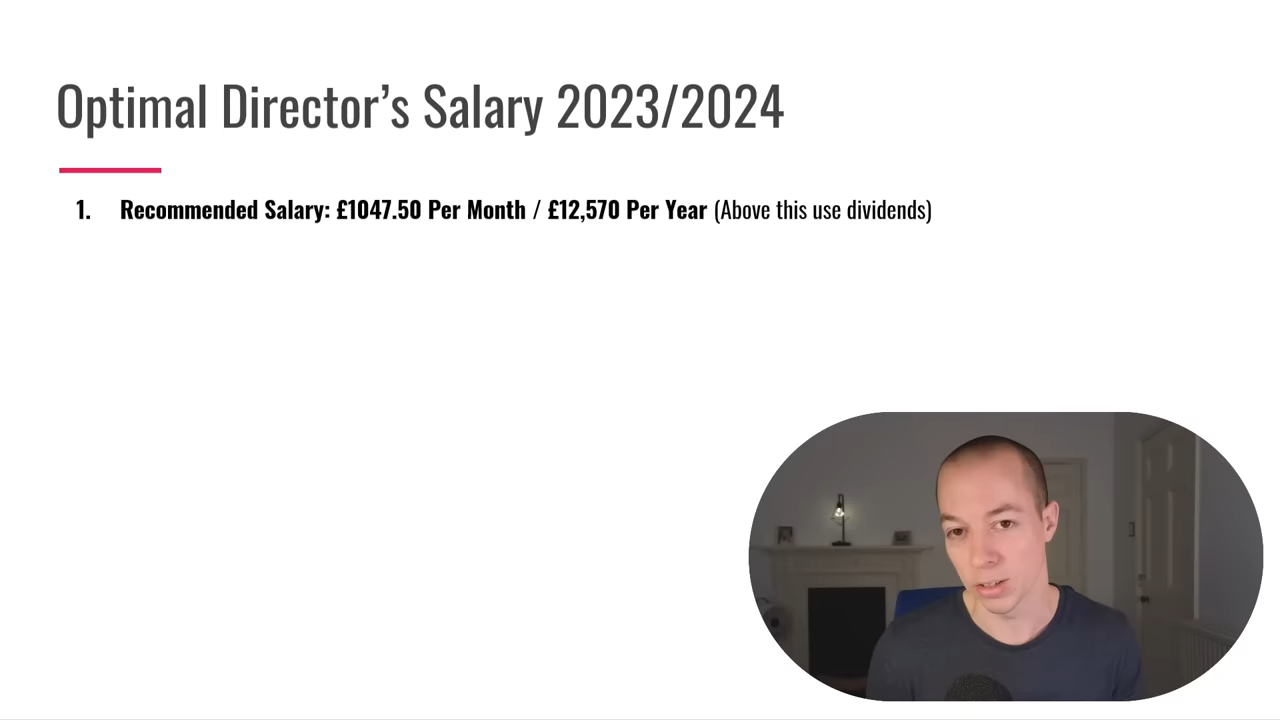 Optimal Director’s Salary 2023/2024
1. Recommended Salary: £1047.50 Per Month / £12,570 Per Year (Above this use dividends)